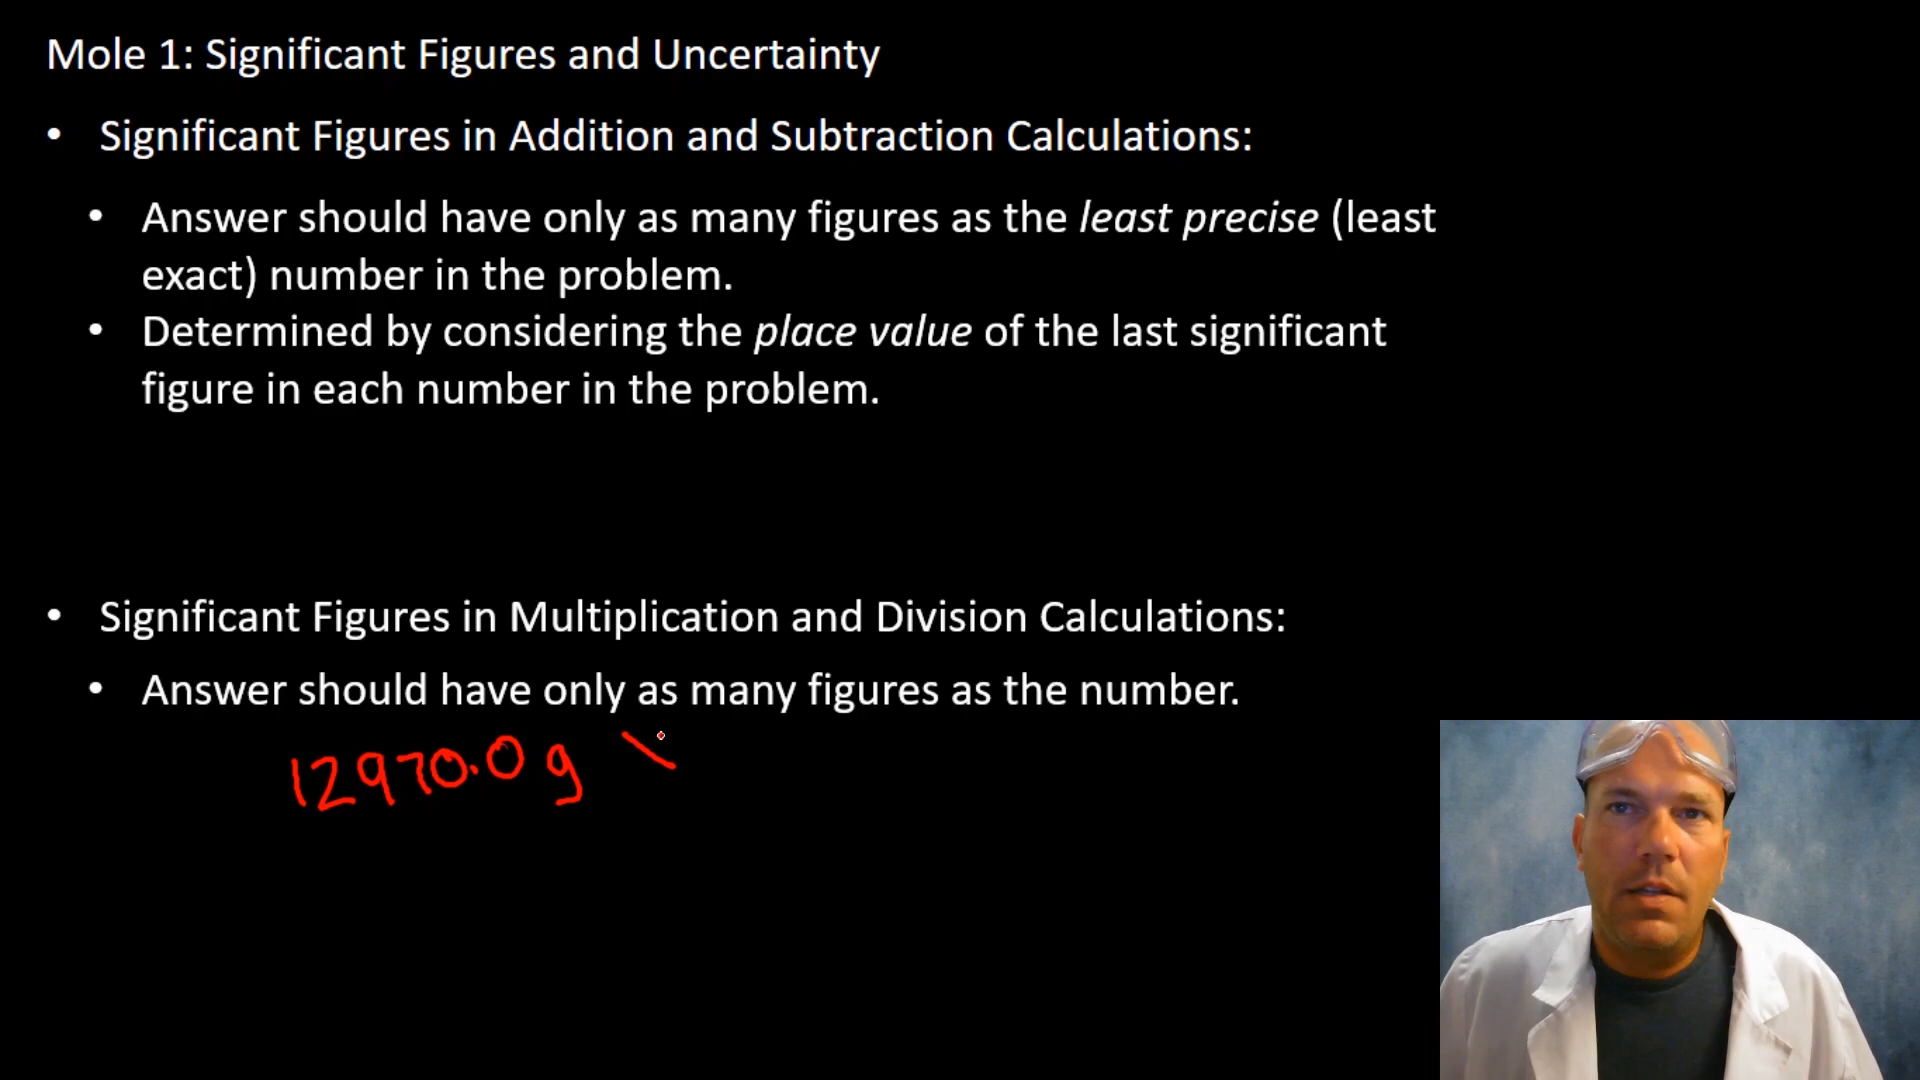 Mole 1: Significant Figures and Uncertainty
• Significant Figures in Addition and Subtraction Calculations:
• Answer should have only as many figures as the least precise (least
exact) number in the problem.
• Determined by considering the place value of the last significant
figure in each number in the problem.
• Significant Figures in Multiplication and Division Calculations:
• Answer should have only as many figures as the number.
12970.0 g \